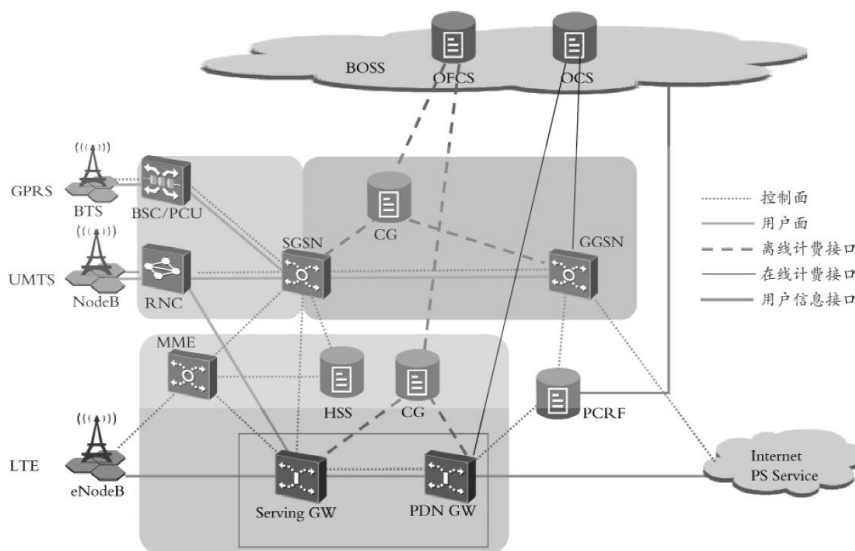 BOSS
OFCS
OCS
GPRS
BTS
BSC/PCU
CG
SGSN
GGSN
UMTS
NodeB
RNC
MME
HSS
CG
PCRF
LTE
eNodeB
Serving GW
PDN GW
Internet
PS Service
控制面
用户面
离线计费接口
在线计费接口
用户信息接口